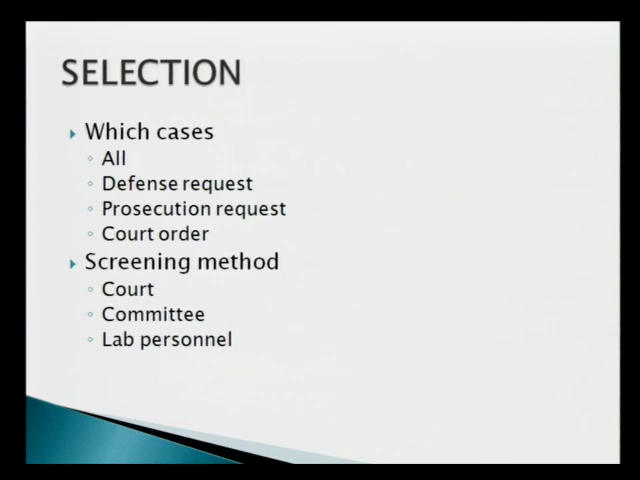 SELECTION
Which cases
All
Defense request
Prosecution request
Court order
Screening method
Court
Committee
Lab personnel